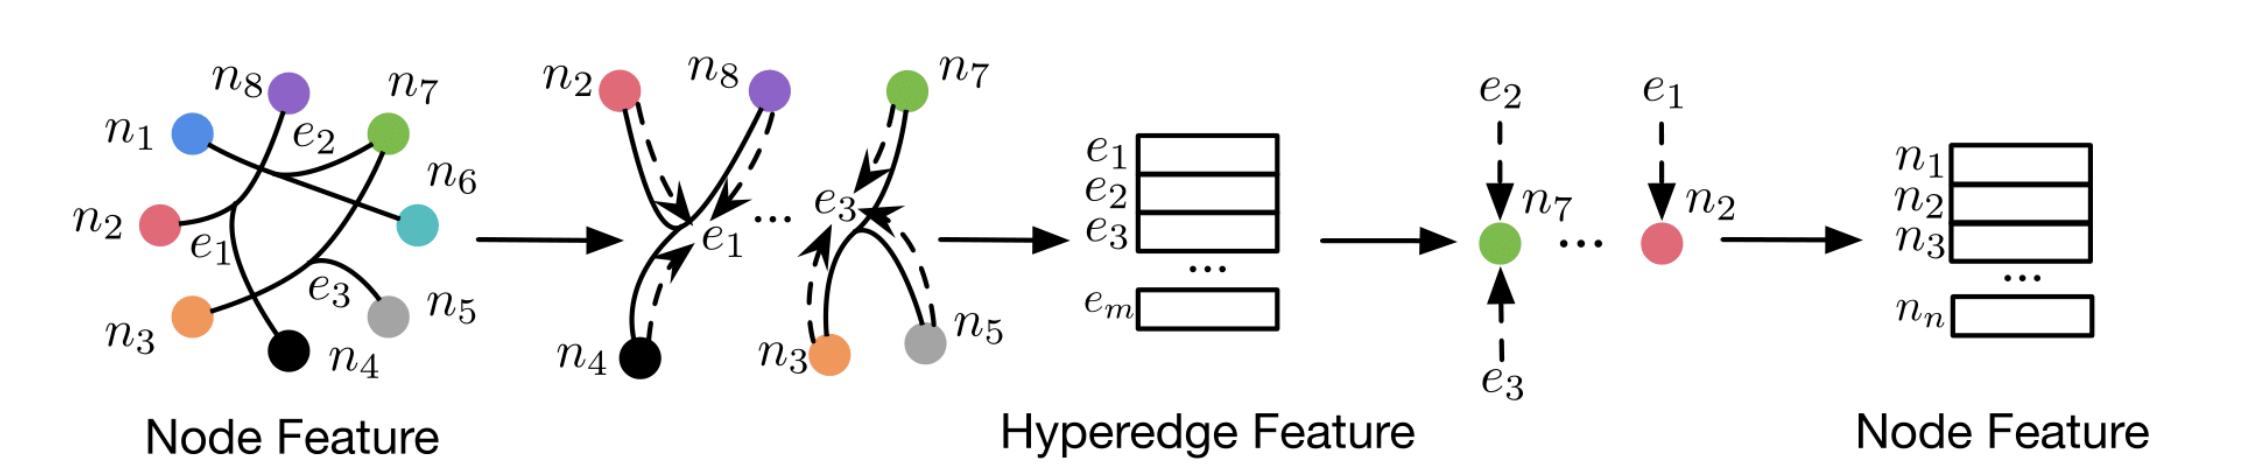 n₈
n₇
n₁
e₂
n₆
n₂
e₁
e₃
n₅
n₃
n₄
Node Feature
n₂
n₈
n₇
e₁
...
e₃
n₄
n₃
n₅
e₁
e₂
e₃
...
eₘ
Hyperedge Feature
e₂
e₁
n₇
n₂
...
e₃
n₁
n₂
n₃
...
nₙ
Node Feature